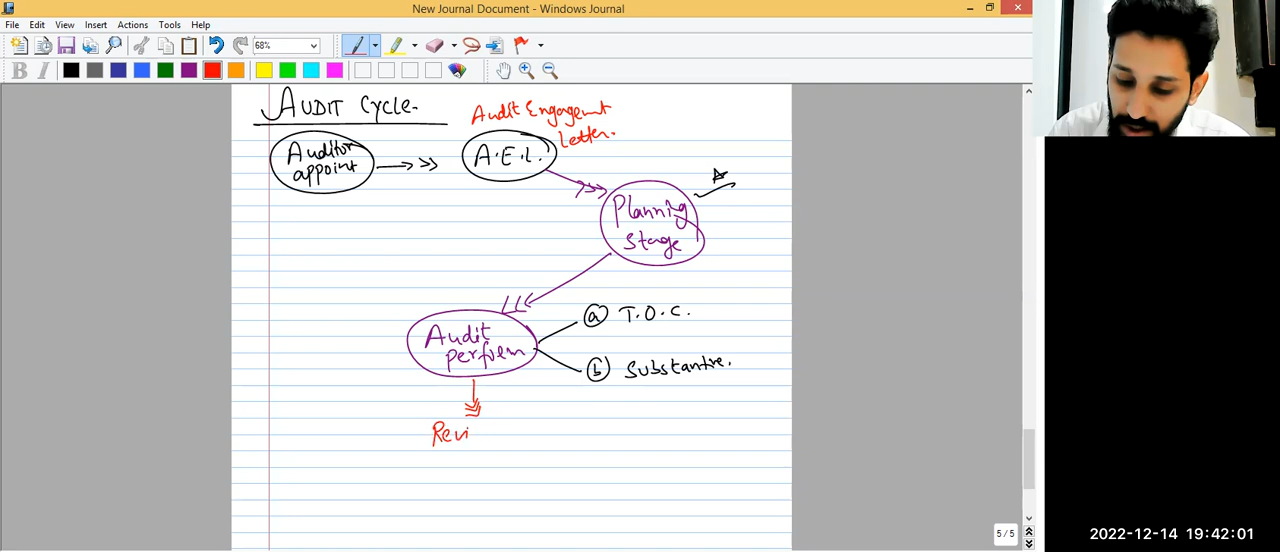 New Journal Document - Windows Journal
File Edit View Insert Actions Tools Help
68%
B I
AUDIT CYCLE-
Audit Engagement
Letter.
Auditor
appoint
A.E.L.
Planning
Stage
Audit
perform
(a) T.O.C.
(b) Substantive.
Revi
5 / 5
2022-12-14 19:42:01